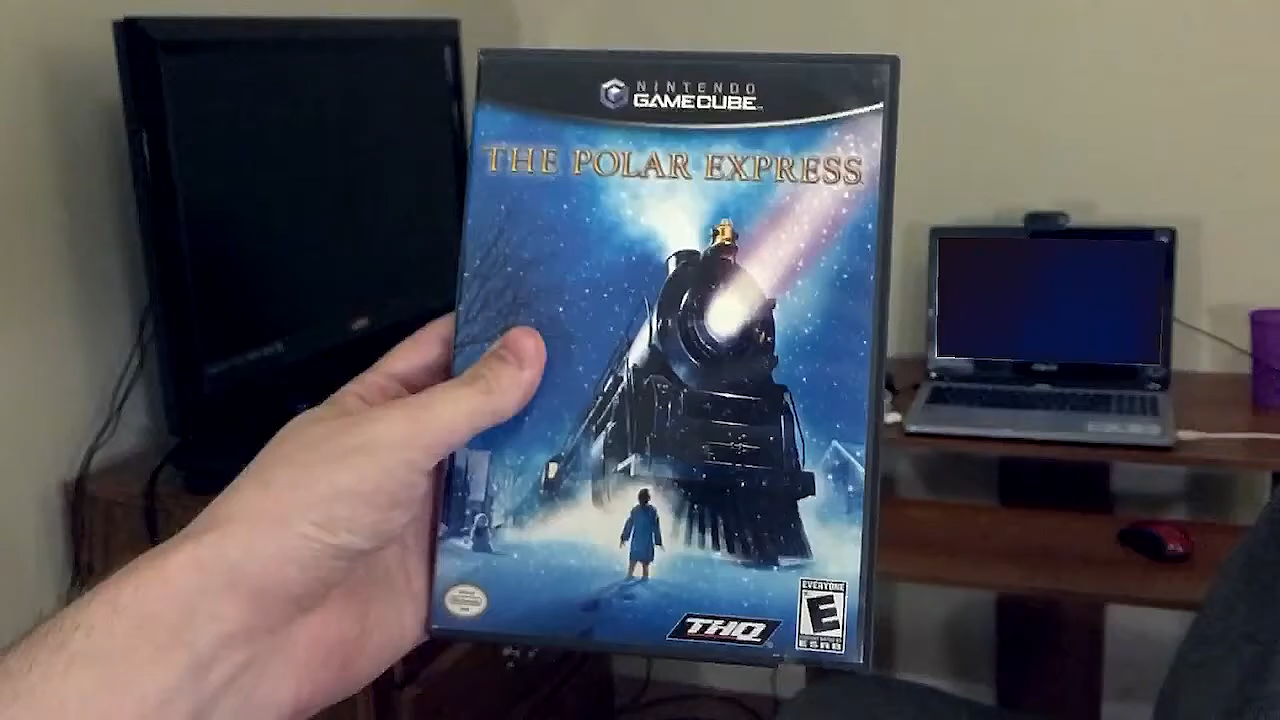 NINTENDO
GAMECUBE
THE POLAR EXPRESS
THQ
EVERYONE
E
ESRB